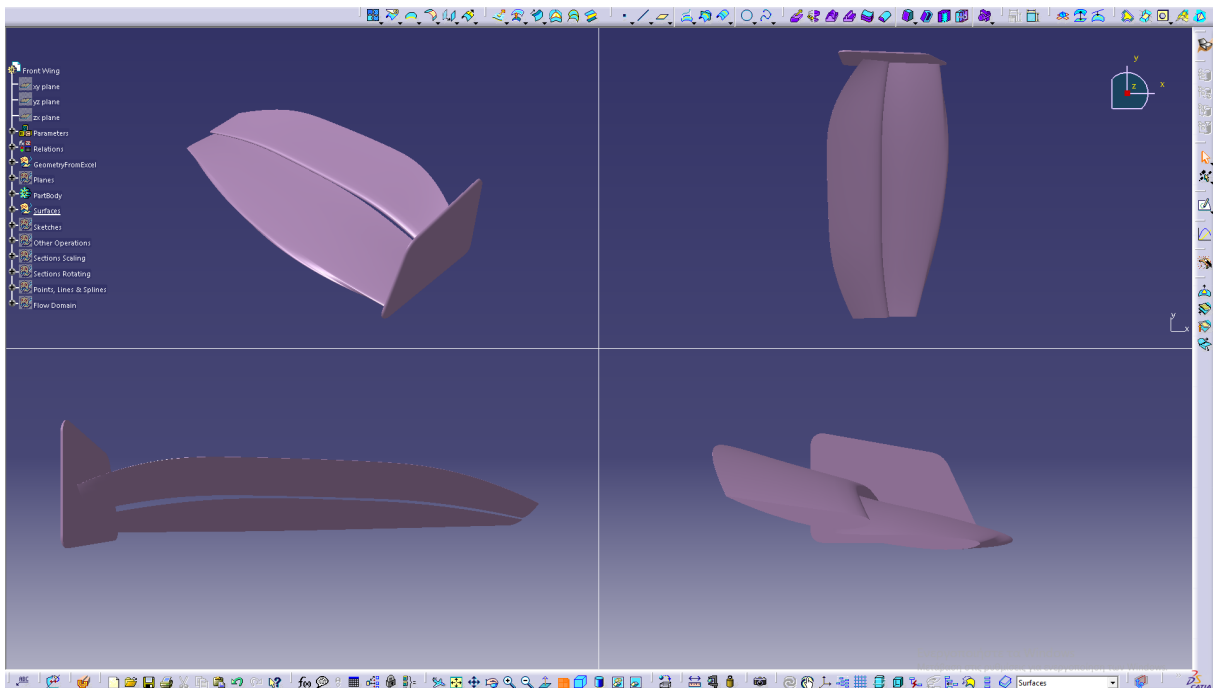 Front Wing
xy plane
yz plane
zx plane
Parameters
Relations
GeometryFromExcel
Planes
PartBody
Surfaces
Sketches
Other Operations
Sections Scaling
Sections Rotating
Points, Lines & Splines
Flow Domain
y
x
z
y
x
f(x)
Surfaces
CATIA